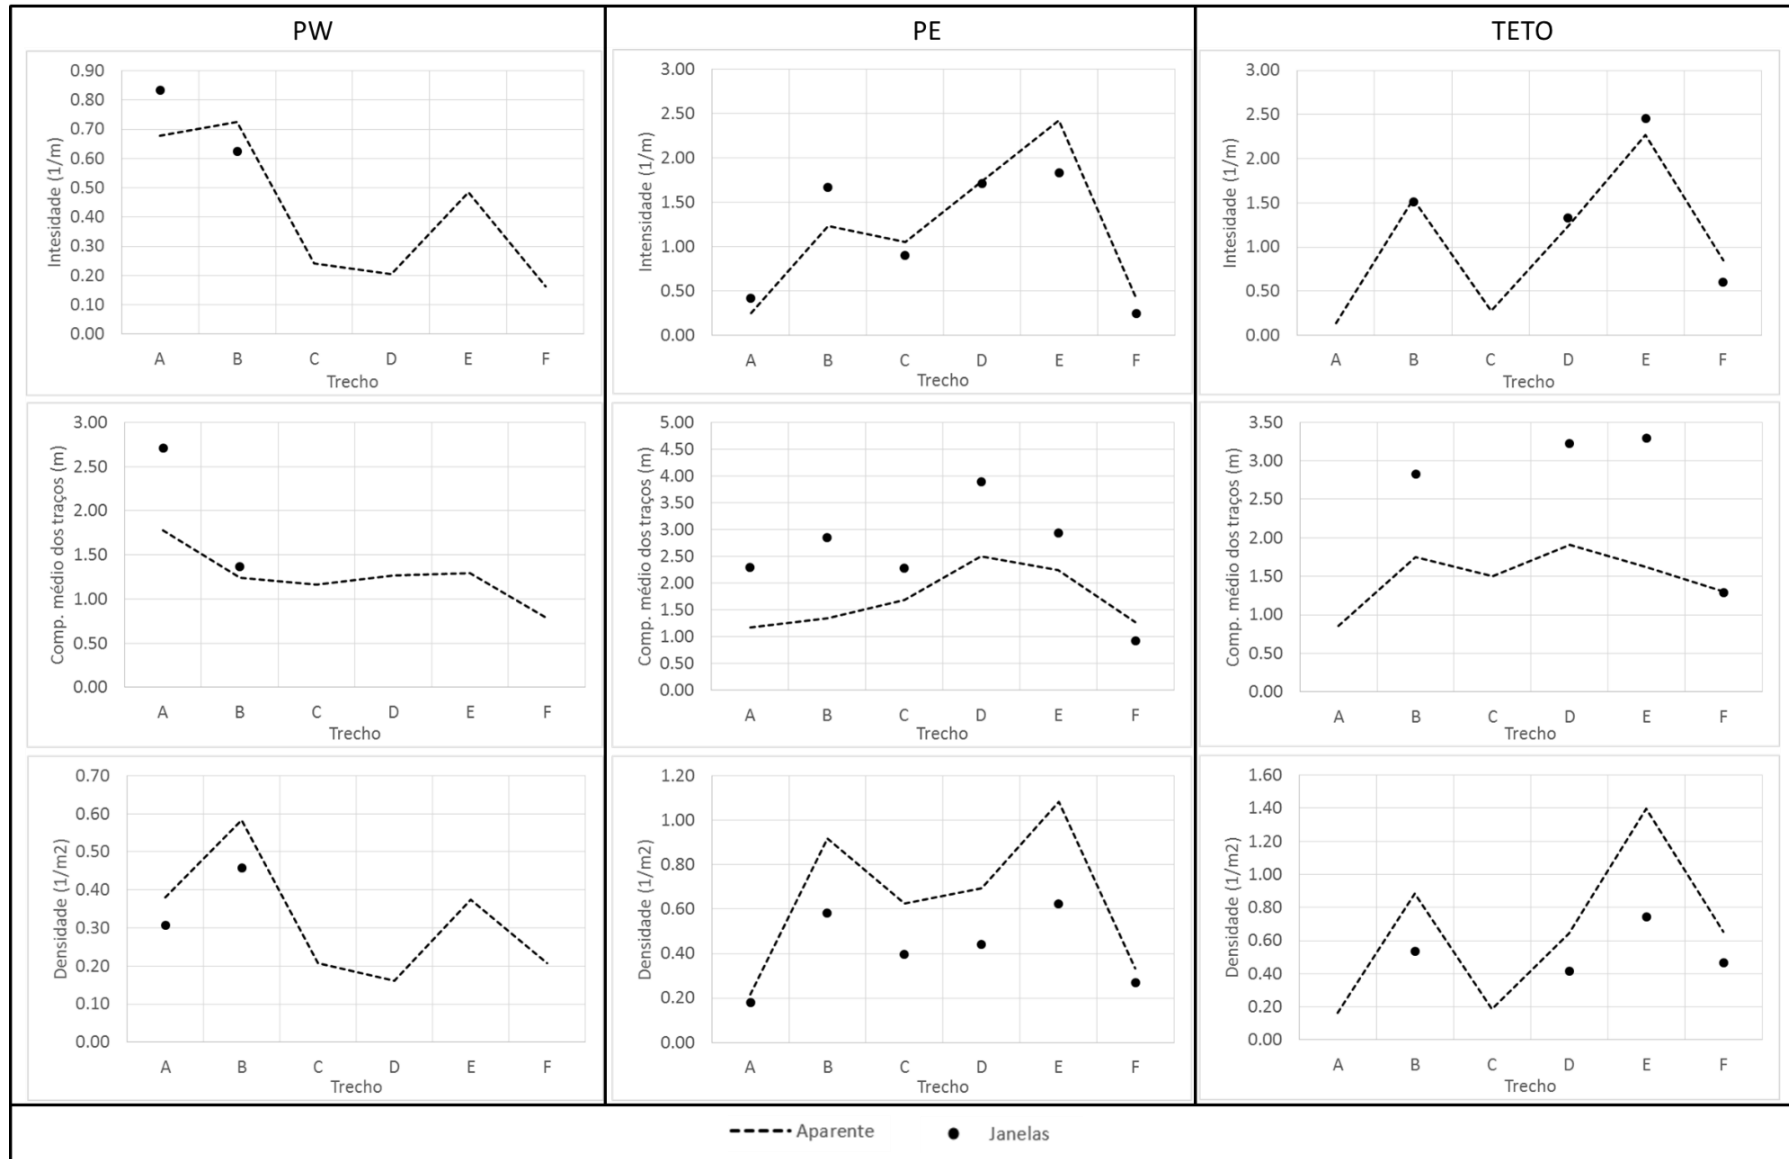 PW
PE
TETO
Intesidade (1/m)
0.90
0.80
0.70
0.60
0.50
0.40
0.30
0.20
0.10
0.00
A B C D E F
Trecho
Intensidade (1/m)
3.00
2.50
2.00
1.50
1.00
0.50
0.00
A B C D E F
Trecho
Intesidade (1/m)
3.00
2.50
2.00
1.50
1.00
0.50
0.00
A B C D E F
Trecho
Comp. médio dos traços (m)
3.00
2.50
2.00
1.50
1.00
0.50
0.00
A B C D E F
Trecho
Comp. médio dos traços (m)
5.00
4.50
4.00
3.50
3.00
2.50
2.00
1.50
1.00
0.50
0.00
A B C D E F
Trecho
Comp. médio dos traços (m)
3.50
3.00
2.50
2.00
1.50
1.00
0.50
0.00
A B C D E F
Trecho
Densidade (1/m2)
0.70
0.60
0.50
0.40
0.30
0.20
0.10
0.00
A B C D E F
Trecho
Densidade (1/m2)
1.20
1.00
0.80
0.60
0.40
0.20
0.00
A B C D E F
Trecho
Densidade (1/m2)
1.60
1.40
1.20
1.00
0.80
0.60
0.40
0.20
0.00
A B C D E F
Trecho
Aparente
Janelas